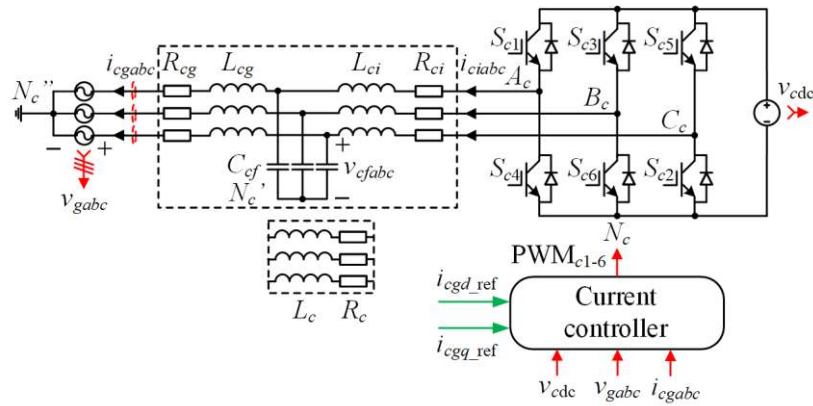 S_c1 S_c3 S_c5
i_cgabc R_cg L_cg L_ci R_ci i_ciabc
A_c
N_c''
B_c
v_cdc
C_c
− +
+
C_cf v_cfabc
N_c' −
S_c4 S_c6 S_c2
v_gabc
N_c
PWM_c1-6
L_c R_c
i_cgd_ref
i_cgq_ref
Current
controller
v_cdc v_gabc i_cgabc